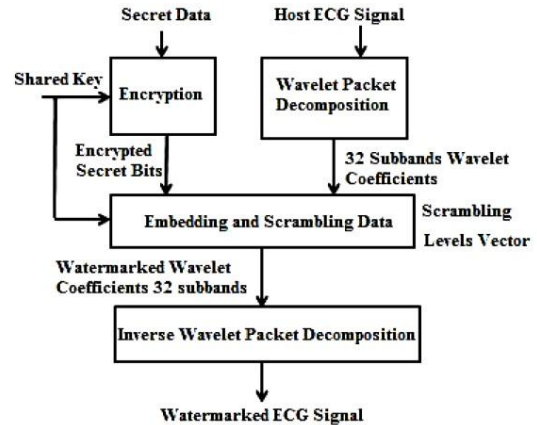 Secret Data
Host ECG Signal
Shared Key
Encryption
Wavelet Packet
Decomposition
Encrypted
Secret Bits
32 Subbands Wavelet
Coefficients
Embedding and Scrambling Data
Scrambling
Levels Vector
Watermarked Wavelet
Coefficients 32 subbands
Inverse Wavelet Packet Decomposition
Watermarked ECG Signal